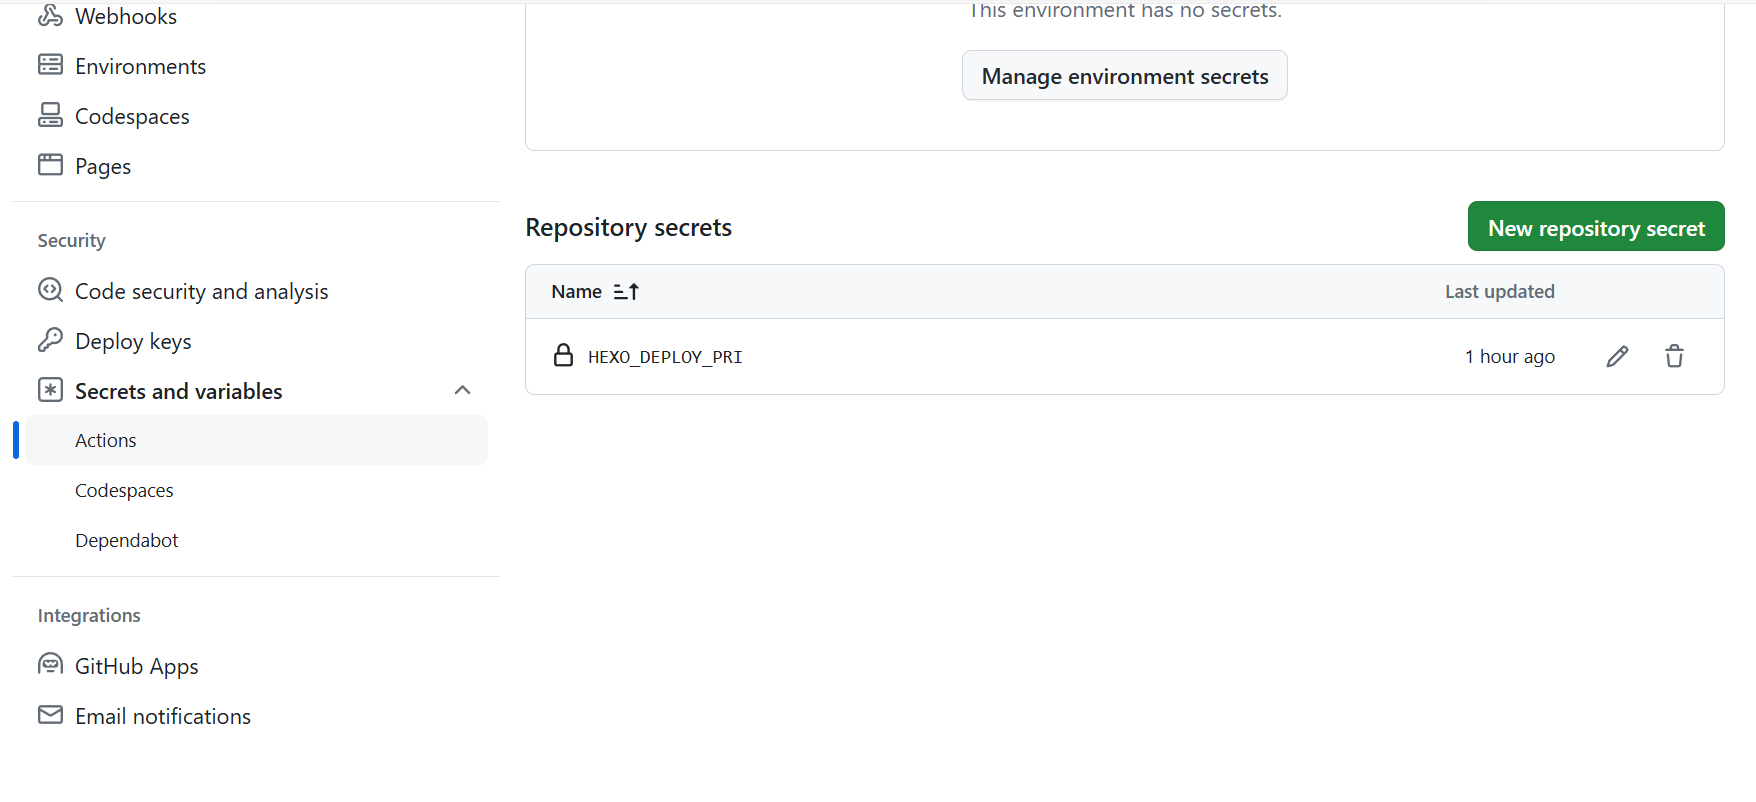 Webhooks
Environments
Codespaces
Pages
Security
Code security and analysis
Deploy keys
Secrets and variables
Actions
Codespaces
Dependabot
Integrations
GitHub Apps
Email notifications
This environment has no secrets.
Manage environment secrets
Repository secrets
New repository secret
Name Last updated
HEXO_DEPLOY_PRI 1 hour ago